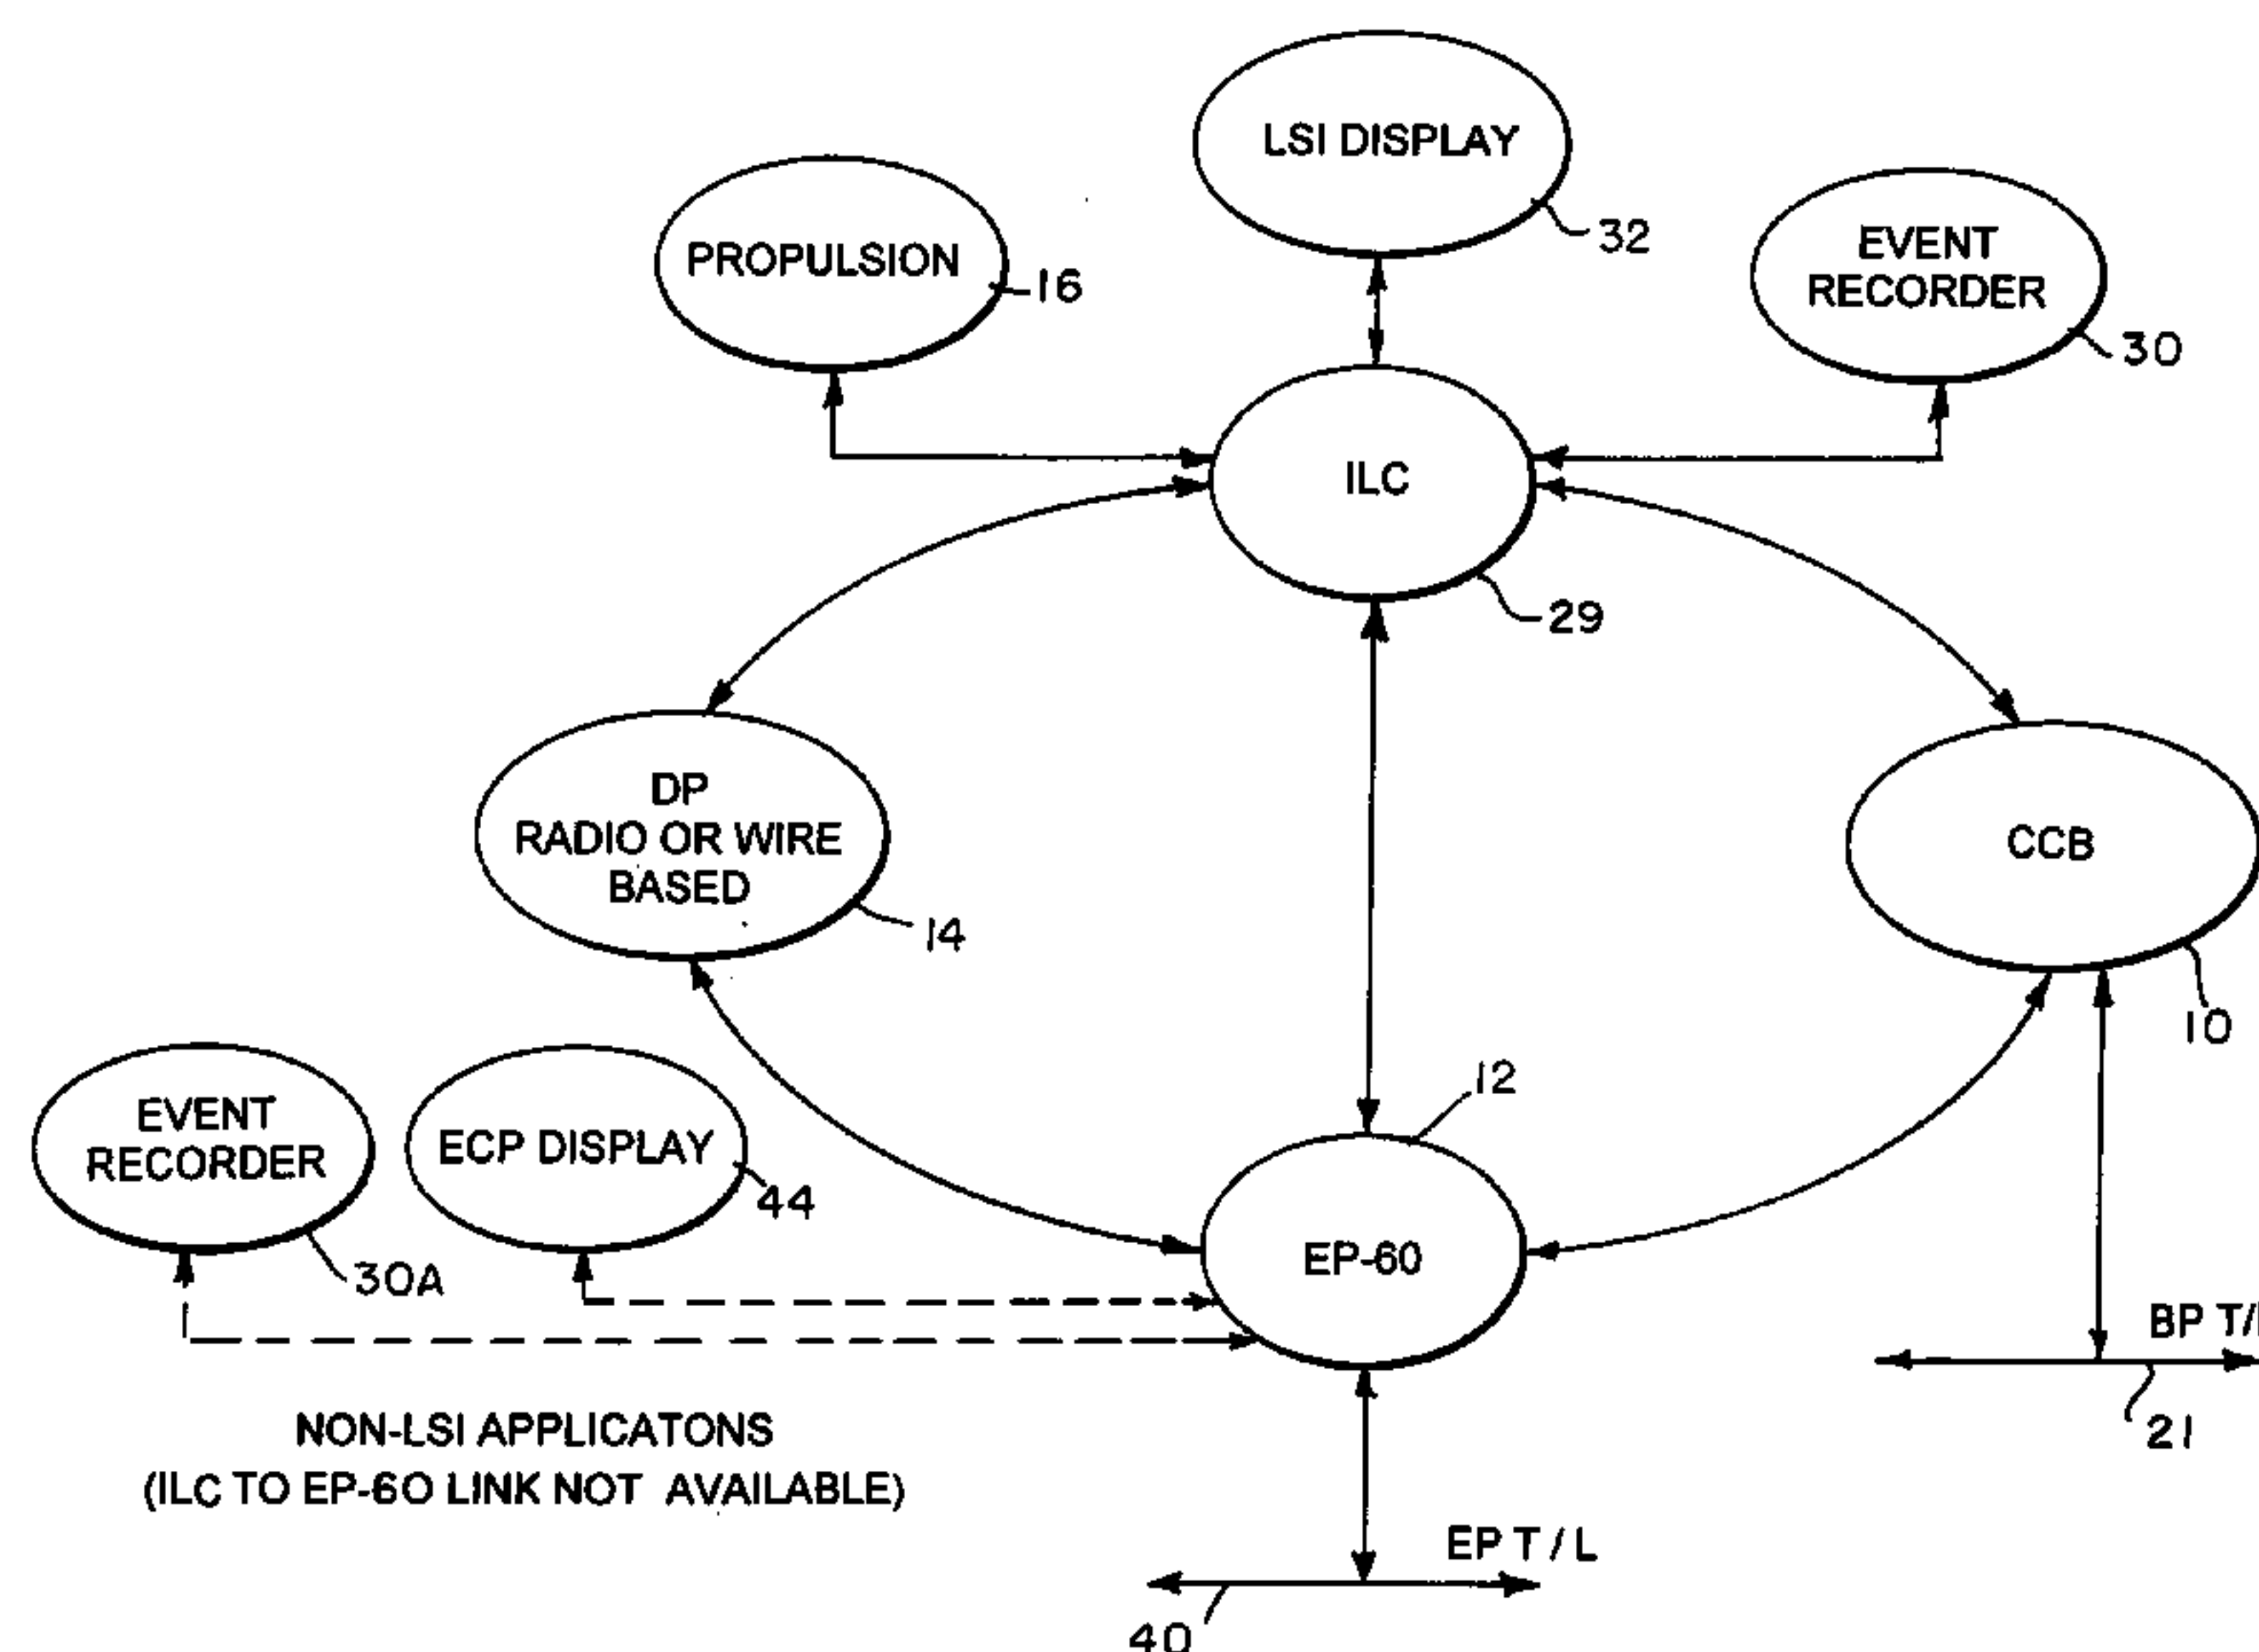 LSI DISPLAY
32
PROPULSION
16
EVENT
RECORDER
30
ILC
29
DP
RADIO OR WIRE
BASED
14
CCB
10
EVENT
RECORDER
30A
ECP DISPLAY
44
12
EP-60
BP T/
21
NON-LSI APPLICATONS
(ILC TO EP-60 LINK NOT AVAILABLE)
EP T / L
40